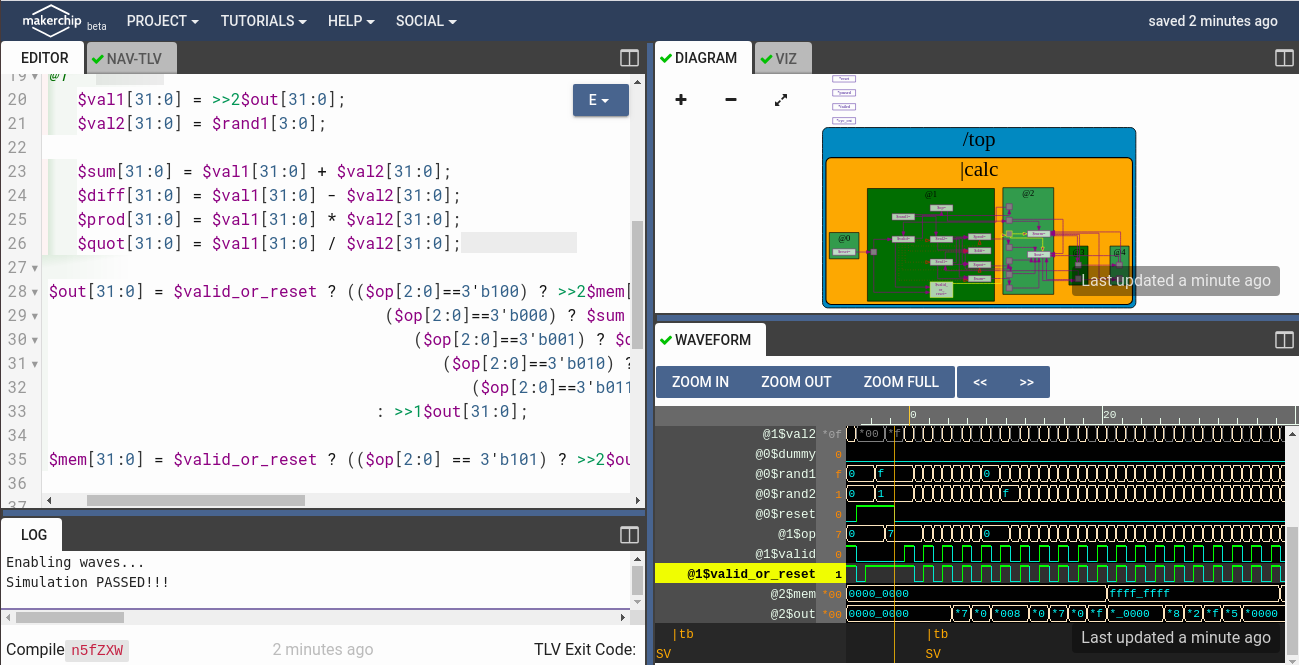 makerchip beta PROJECT TUTORIALS HELP SOCIAL saved 2 minutes ago
EDITOR NAV-TLV
19 @1
20 $val1[31:0] = >>2$out[31:0];
21 $val2[31:0] = $rand1[3:0];
22
23 $sum[31:0] = $val1[31:0] + $val2[31:0];
24 $diff[31:0] = $val1[31:0] - $val2[31:0];
25 $prod[31:0] = $val1[31:0] * $val2[31:0];
26 $quot[31:0] = $val1[31:0] / $val2[31:0];
27
28 $out[31:0] = $valid_or_reset ? (($op[2:0]==3'b100) ? >>2$mem[
29 ($op[2:0]==3'b000) ? $sum
30 ($op[2:0]==3'b001) ? $d
31 ($op[2:0]==3'b010) ?
32 ($op[2:0]==3'b011
33 : >>1$out[31:0];
34
35 $mem[31:0] = $valid_or_reset ? (($op[2:0] == 3'b101) ? >>2$ou
36
37
E
LOG
Enabling waves...
Simulation PASSED!!!
Compile n5fZXW 2 minutes ago TLV Exit Code:
DIAGRAM VIZ
/top
|calc
@0 @1 @2 @3 @4
Last updated a minute ago
WAVEFORM
ZOOM IN ZOOM OUT ZOOM FULL << >>
0 20
@1$val2 *0f *00 *f
@0$dummy 0
@0$rand1 f 0 f 0
@0$rand2 1 0 1 f
@0$reset 0
@1$op 7 0 7 0
@1$valid 0
@1$valid_or_reset 1
@2$mem *00 0000_0000 ffff_ffff
@2$out *00 0000_0000 *7 *0 *008 *0 *7 *0 *f *_0000 *8 *2 *f *5 *0000
|tb |tb
SV SV
Last updated a minute ago